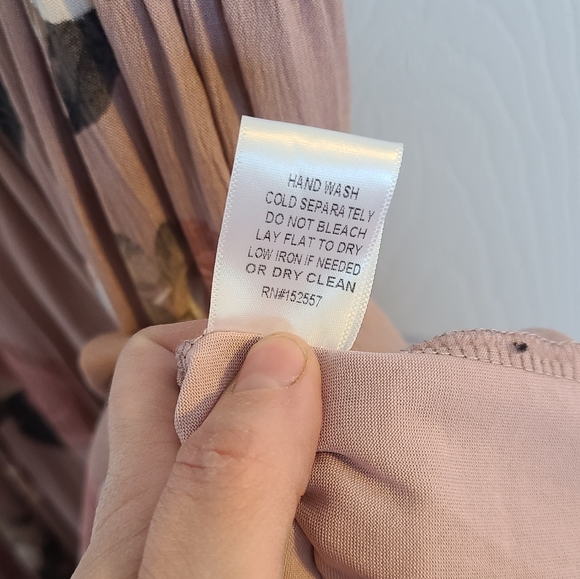 HAND WASH
COLD SEPARATELY
DO NOT BLEACH
LAY FLAT TO DRY
LOW IRON IF NEEDED
OR DRY CLEAN
RN#152557